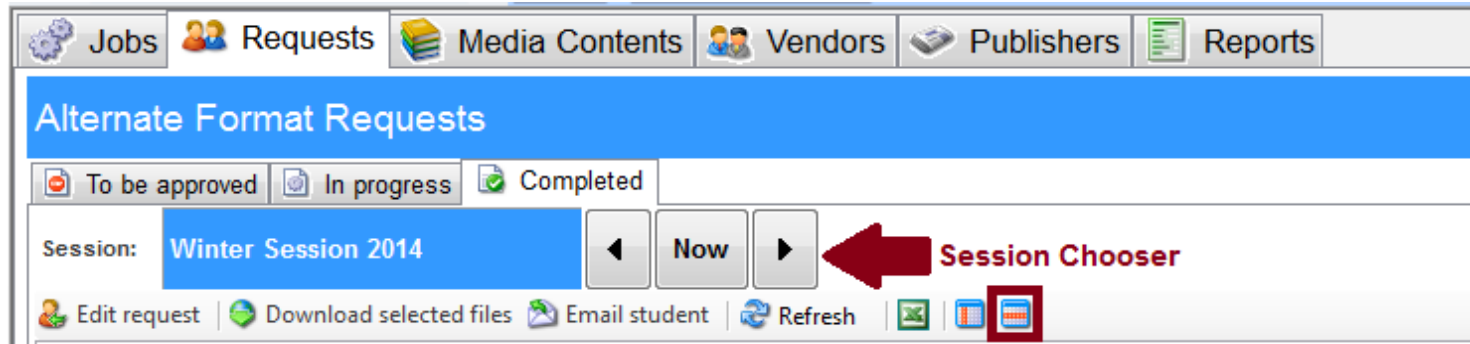 Jobs Requests Media Contents Vendors Publishers Reports
Alternate Format Requests
To be approved In progress Completed
Session: Winter Session 2014 Now Session Chooser
Edit request Download selected files Email student Refresh